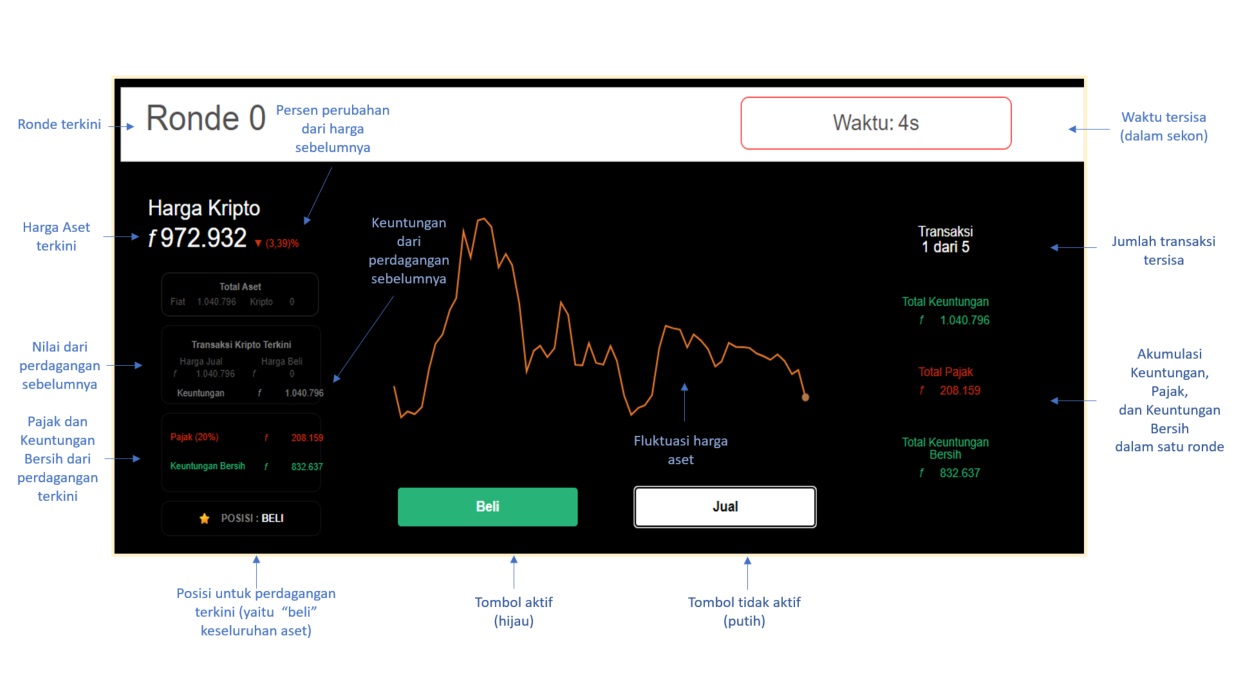 Ronde terkini
Ronde 0
Persen perubahan
dari harga
sebelumnya
Waktu: 4s
Waktu tersisa
(dalam sekon)
Harga Aset
terkini
Harga Kripto
ƒ 972.932 ▼ (3,39)%
Keuntungan
dari
perdagangan
sebelumnya
Transaksi
1 dari 5
Jumlah transaksi
tersisa
Total Aset
Fiat 1.040.796 Kripto 0
Total Keuntungan
ƒ 1.040.796
Nilai dari
perdagangan
sebelumnya
Transaksi Kripto Terkini
Harga Jual Harga Beli
ƒ 1.040.796 ƒ 0
Keuntungan ƒ 1.040.796
Total Pajak
ƒ 208.159
Akumulasi
Keuntungan,
Pajak,
dan Keuntungan
Bersih
dalam satu ronde
Pajak dan
Keuntungan
Bersih dari
perdagangan
terkini
Pajak (20%) ƒ 208.159
Keuntungan Bersih ƒ 832.637
Fluktuasi harga
aset
Total Keuntungan
Bersih
ƒ 832.637
POSISI : BELI
Beli
Jual
Posisi untuk perdagangan
terkini (yaitu “beli”
keseluruhan aset)
Tombol aktif
(hijau)
Tombol tidak aktif
(putih)